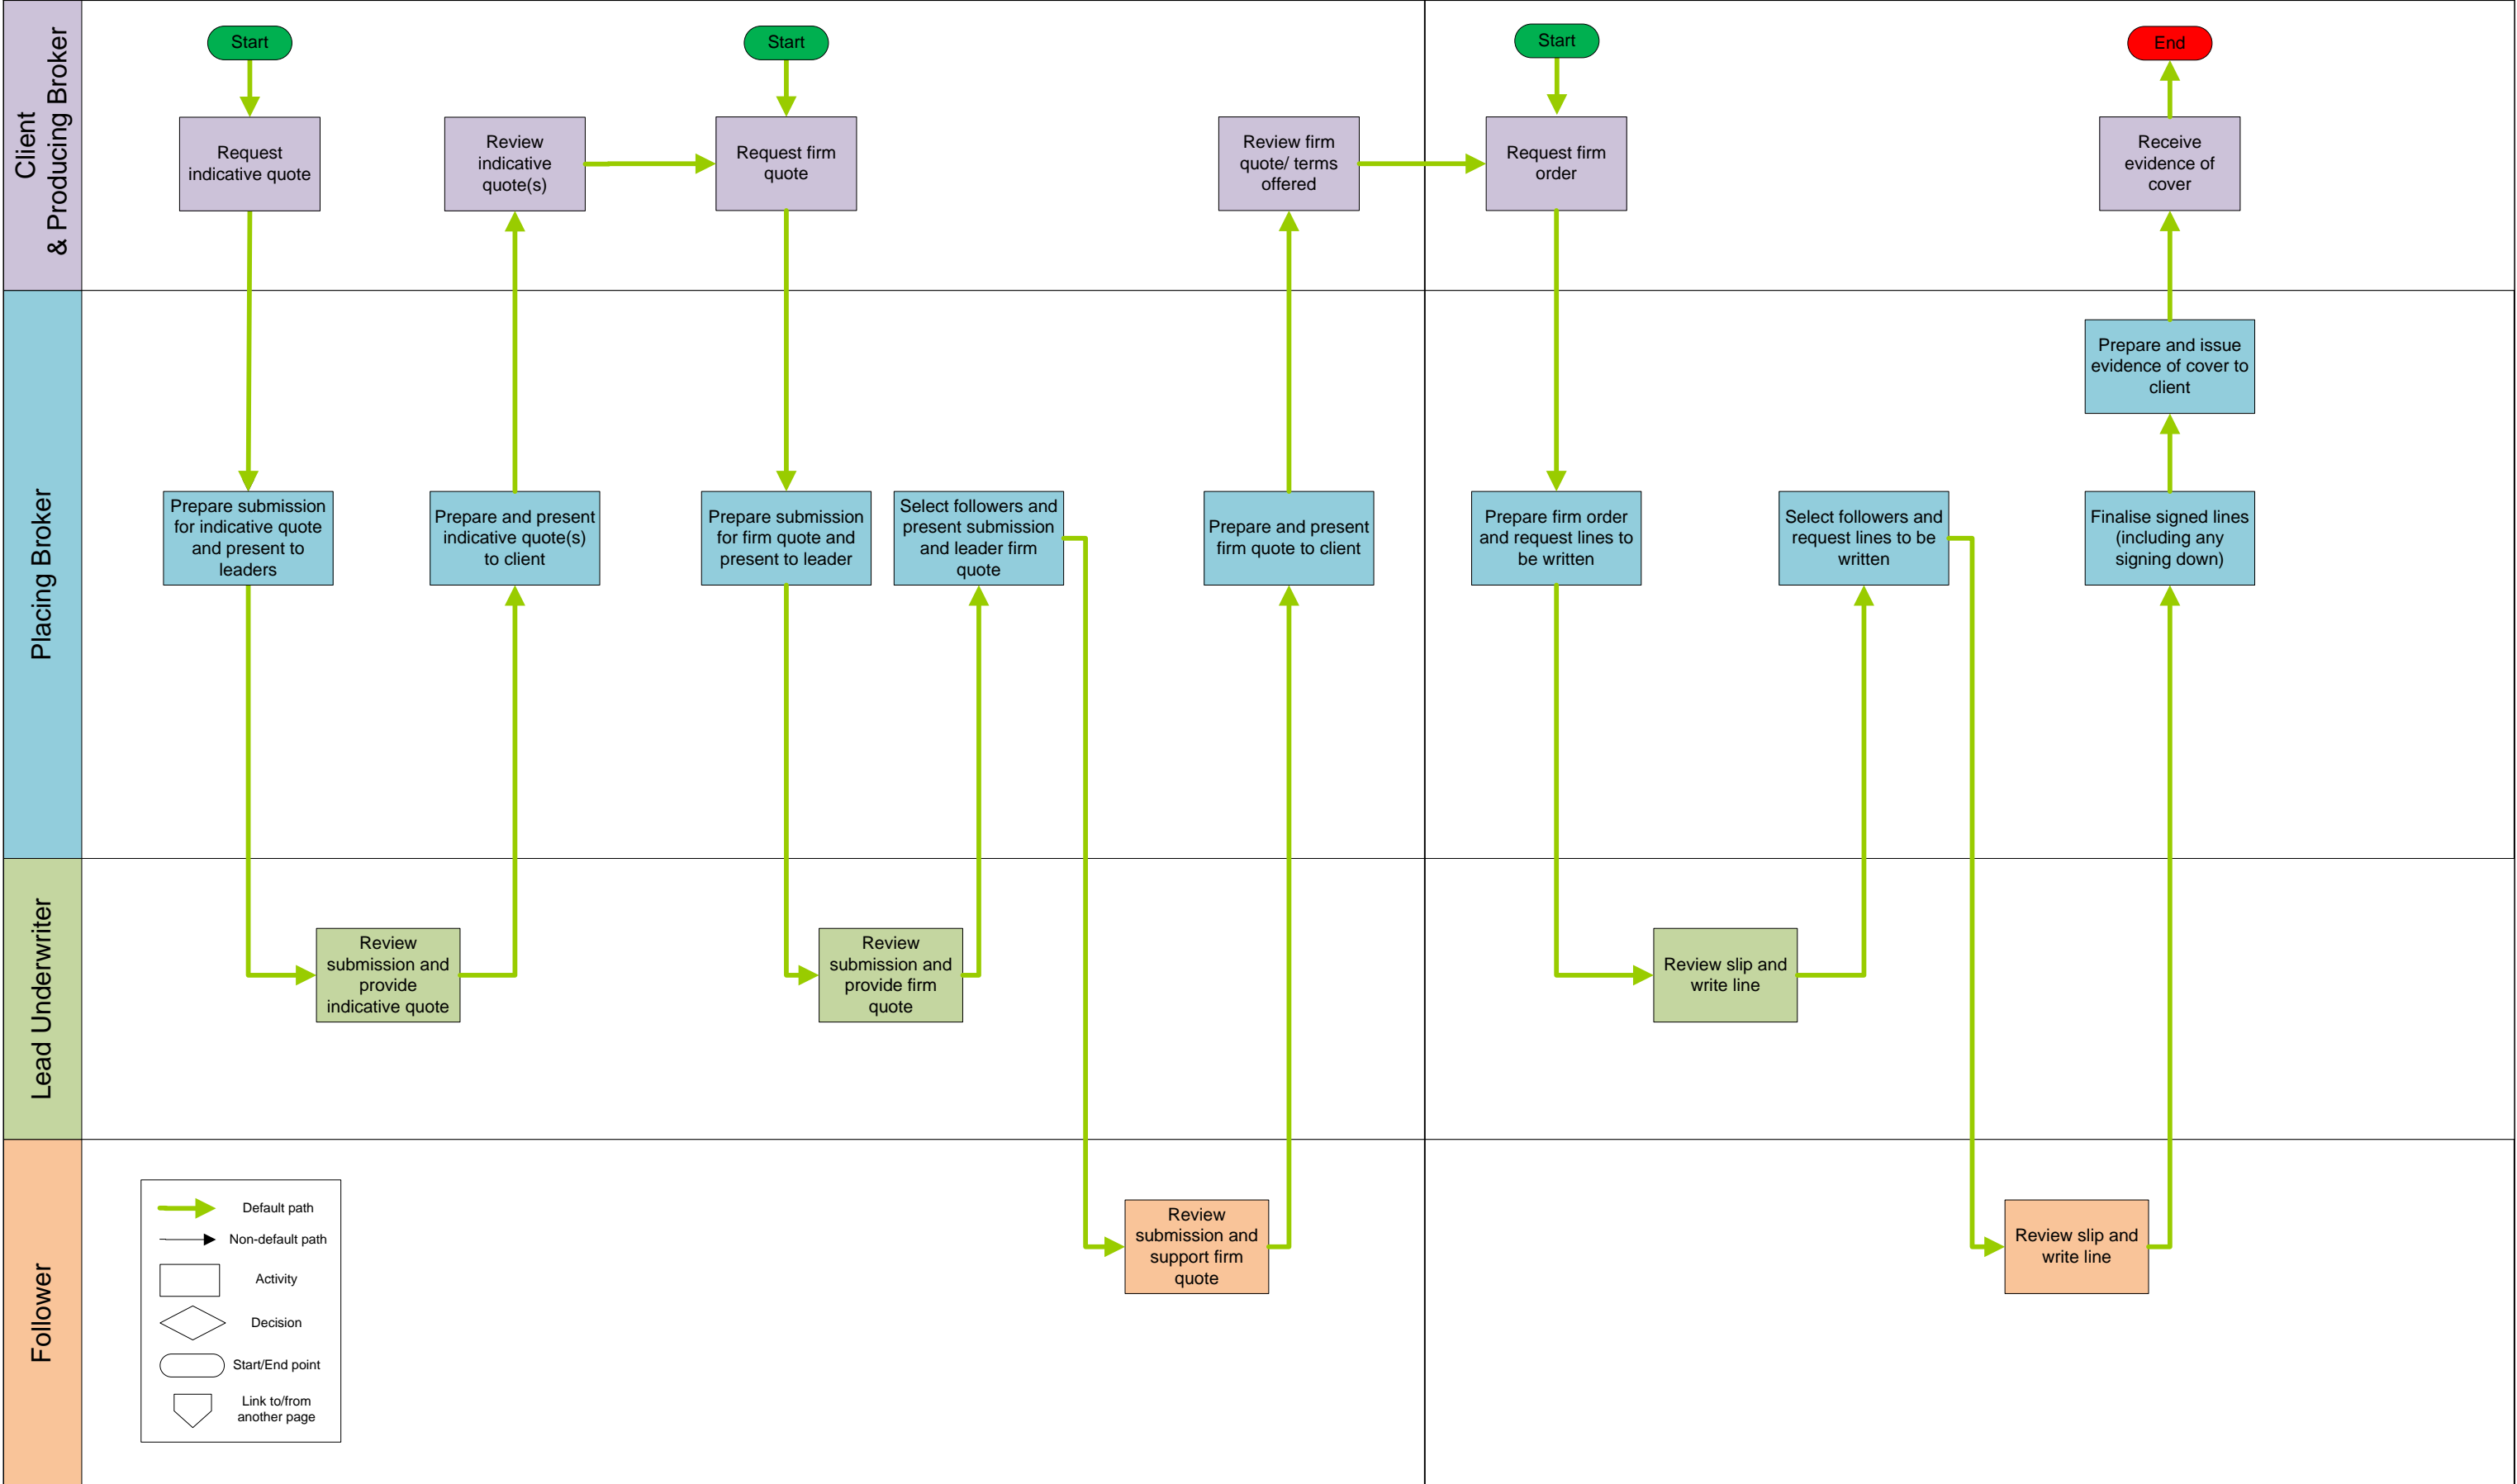 Client
& Producing Broker
Start
Start
Start
End
Request
indicative quote
Review
indicative
quote(s)
Request firm
quote
Review firm
quote/ terms
offered
Request firm
order
Receive
evidence of
cover
Placing Broker
Prepare and issue
evidence of cover to
client
Prepare submission
for indicative quote
and present to
leaders
Prepare and present
indicative quote(s)
to client
Prepare submission
for firm quote and
present to leader
Select followers and
present submission
and leader firm
quote
Prepare and present
firm quote to client
Prepare firm order
and request lines to
be written
Select followers and
request lines to be
written
Finalise signed lines
(including any
signing down)
Lead Underwriter
Review
submission and
provide
indicative quote
Review
submission and
provide firm
quote
Review slip and
write line
Follower
Review
submission and
support firm
quote
Review slip and
write line
Default path
Non-default path
Activity
Decision
Start/End point
Link to/from
another page